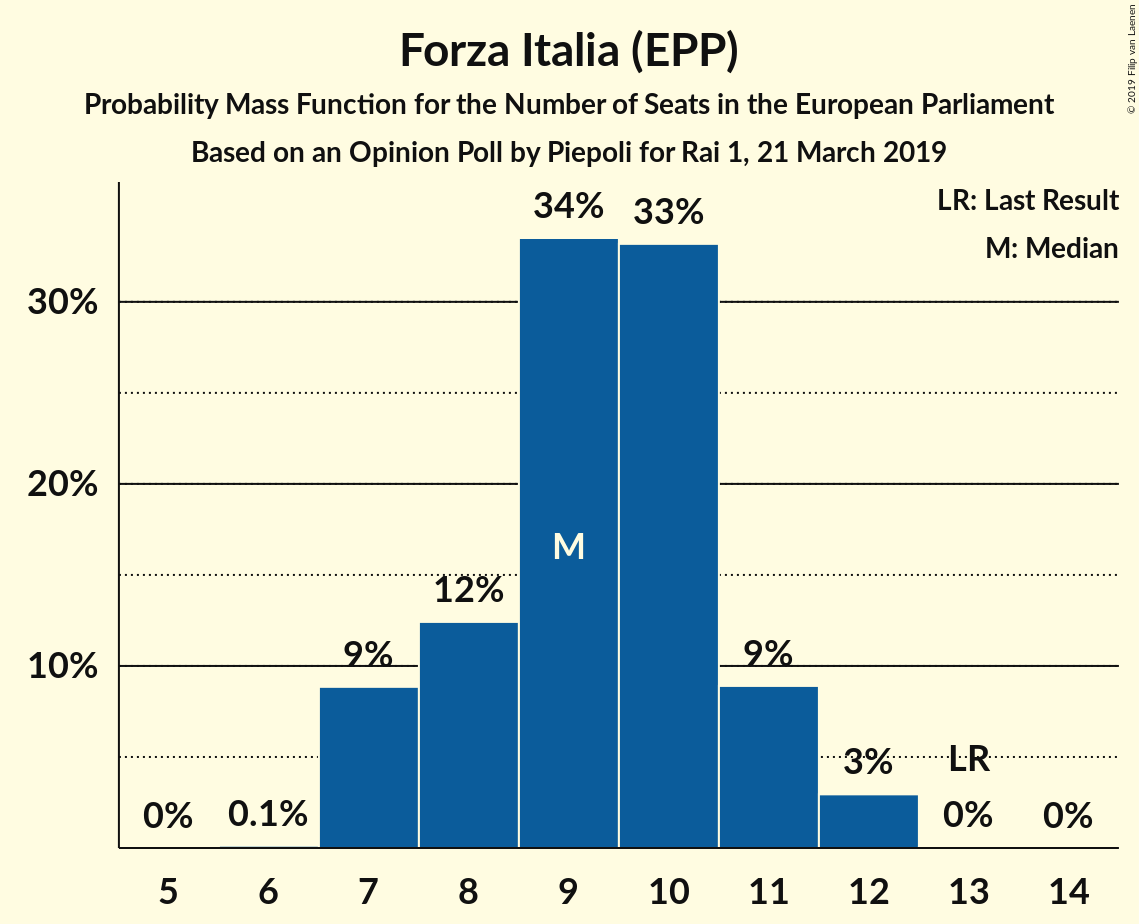 Forza Italia (EPP)
Probability Mass Function for the Number of Seats in the European Parliament
Based on an Opinion Poll by Piepoli for Rai 1, 21 March 2019
© 2019 Filip van Laenen
LR: Last Result
M: Median
34%
33%
30%
20%
M
12%
10%
9%
9%
3%
LR
0%
0.1%
0%
0%
5 6 7 8 9 10 11 12 13 14